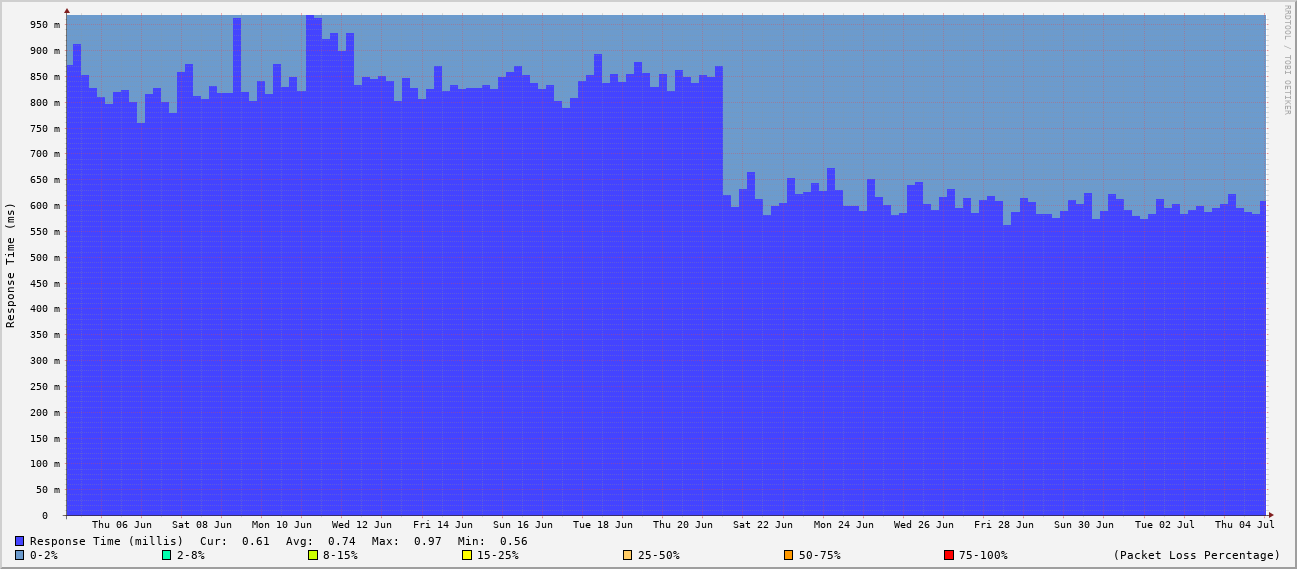 RRDTOOL / TOBI OETIKER
Response Time (ms)
950 m
900 m
850 m
800 m
750 m
700 m
650 m
600 m
550 m
500 m
450 m
400 m
350 m
300 m
250 m
200 m
150 m
100 m
50 m
0
Thu 06 Jun Sat 08 Jun Mon 10 Jun Wed 12 Jun Fri 14 Jun Sun 16 Jun Tue 18 Jun Thu 20 Jun Sat 22 Jun Mon 24 Jun Wed 26 Jun Fri 28 Jun Sun 30 Jun Tue 02 Jul Thu 04 Jul
Response Time (millis) Cur: 0.61 Avg: 0.74 Max: 0.97 Min: 0.56
0-2% 2-8% 8-15% 15-25% 25-50% 50-75% 75-100% (Packet Loss Percentage)